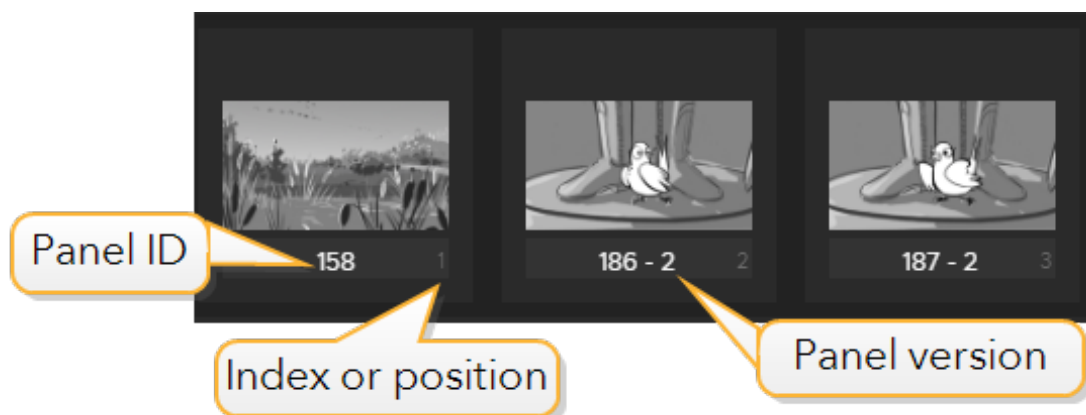 Panel ID
158 1
186 - 2 2
187 - 2 3
Index or position
Panel version